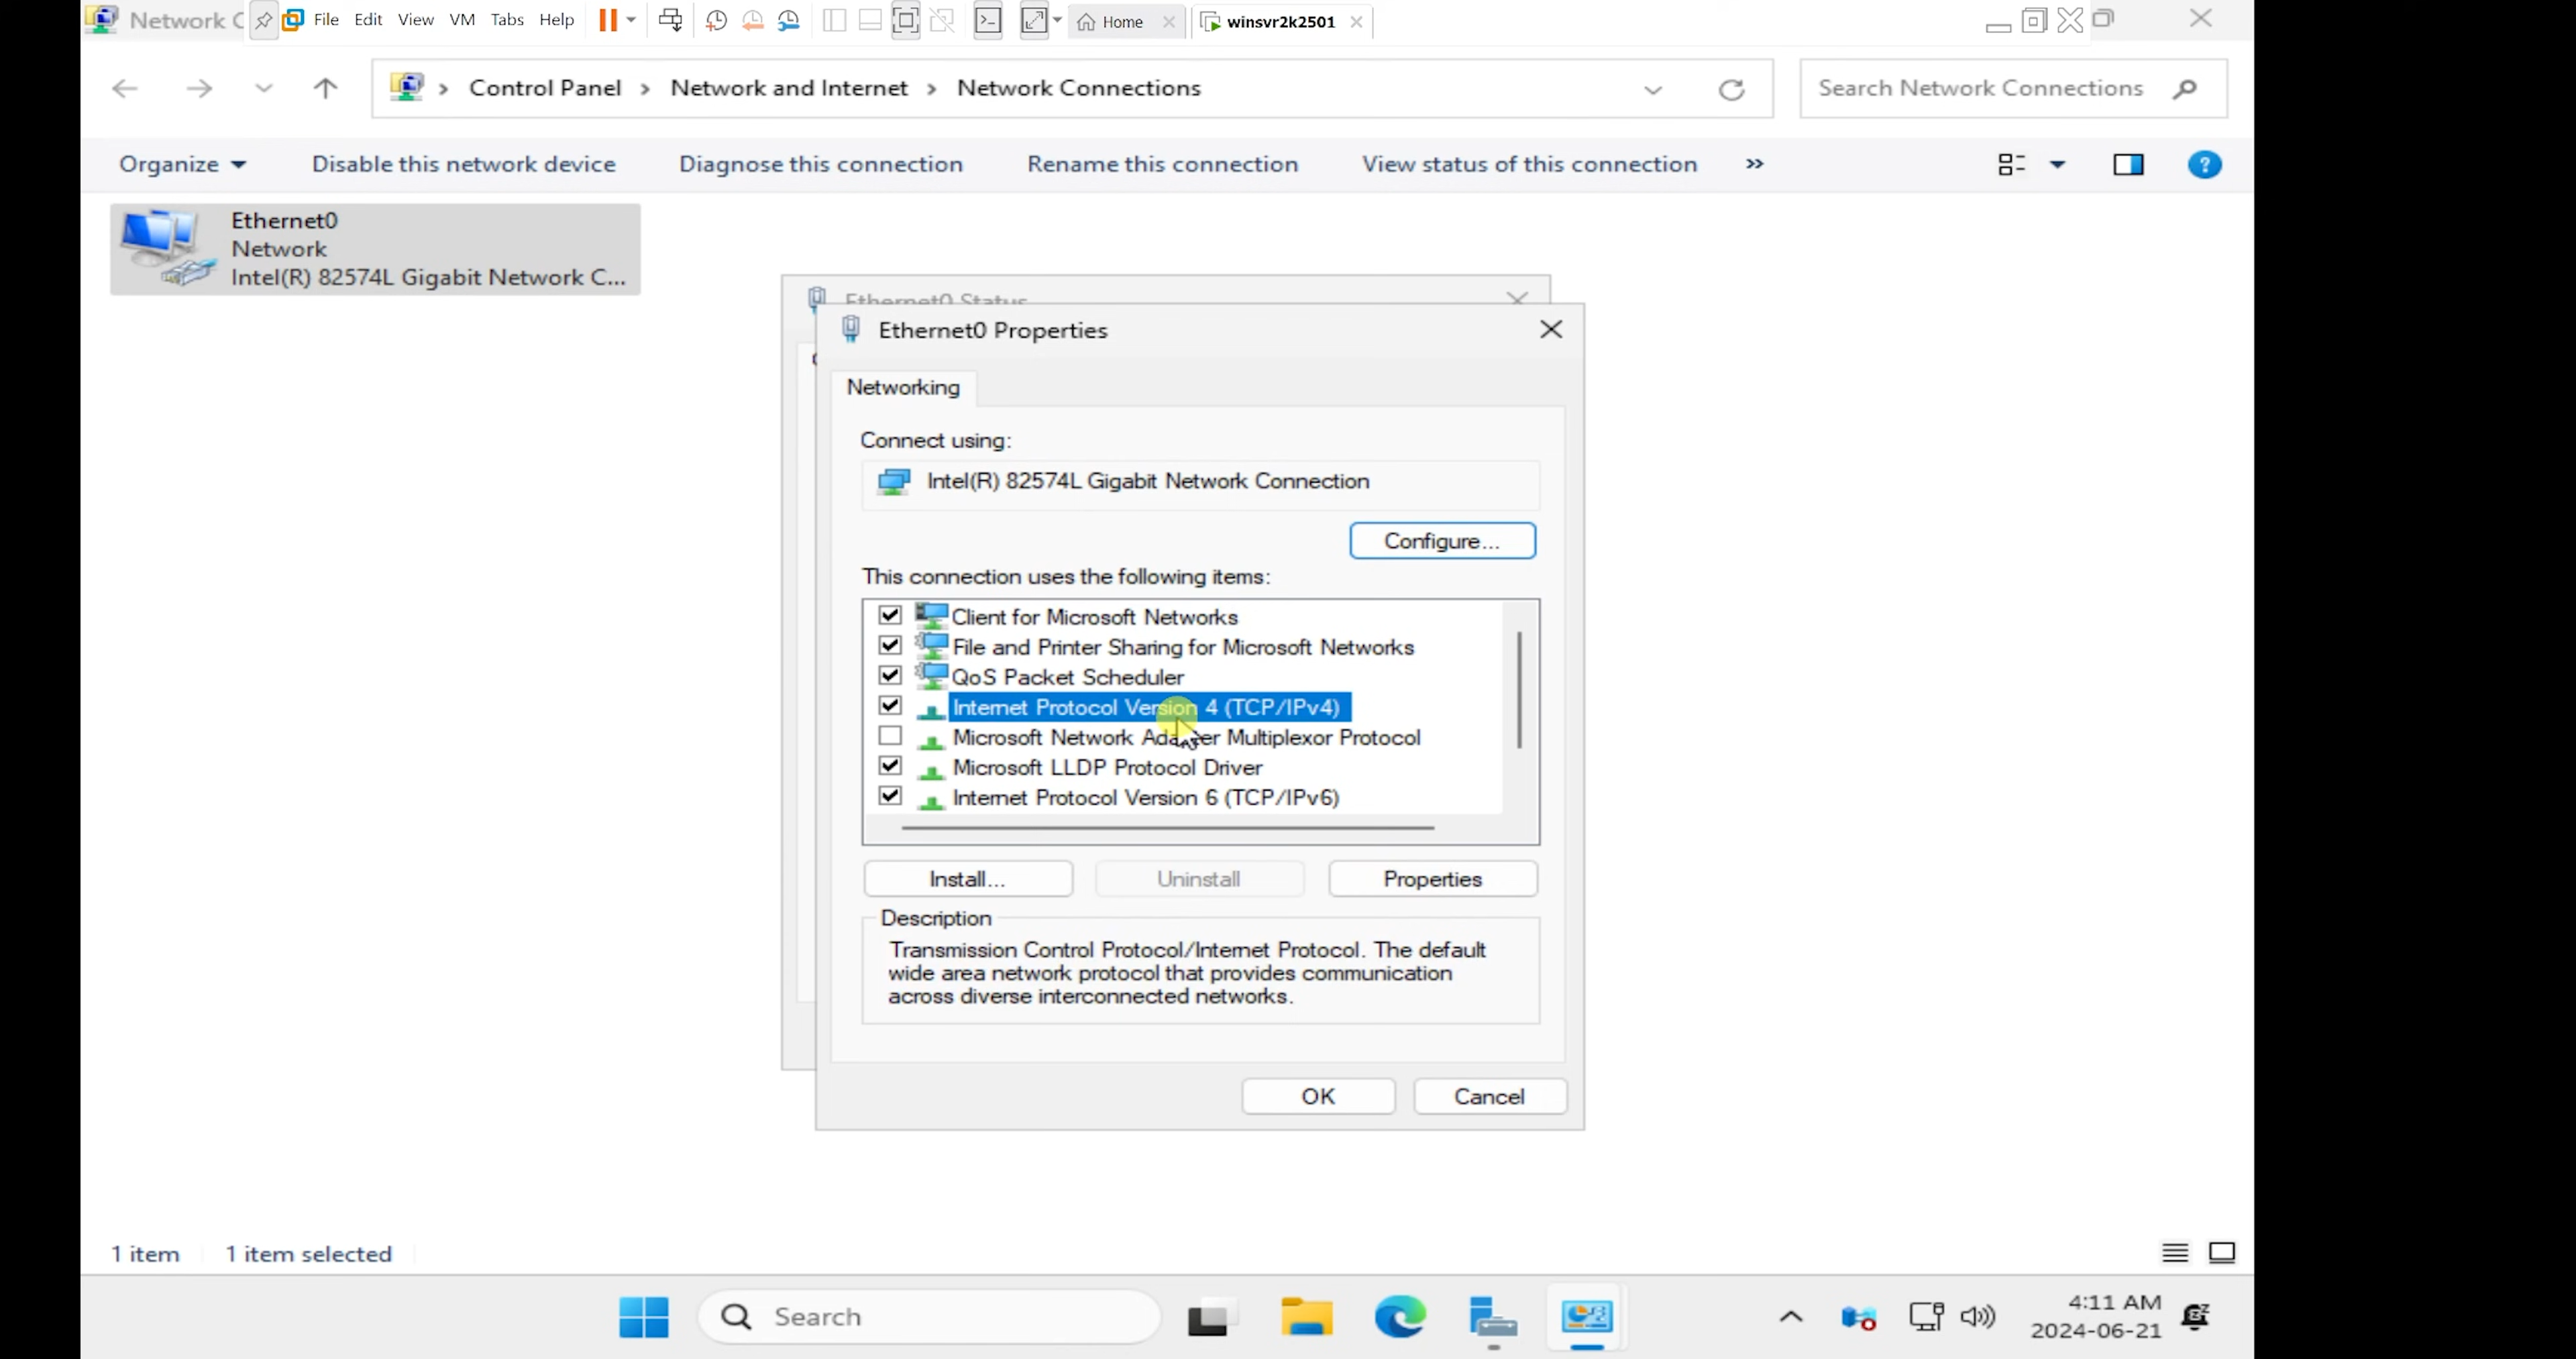 Network C
File Edit View VM Tabs Help
Home
winsvr2k2501
Control Panel > Network and Internet > Network Connections
Search Network Connections
Organize
Disable this network device
Diagnose this connection
Rename this connection
View status of this connection
»
?
Ethernet0
Network
Intel(R) 82574L Gigabit Network C...
Ethernet0 Status
Ethernet0 Properties
Networking
Connect using:
Intel(R) 82574L Gigabit Network Connection
Configure...
This connection uses the following items:
Client for Microsoft Networks
File and Printer Sharing for Microsoft Networks
QoS Packet Scheduler
Internet Protocol Version 4 (TCP/IPv4)
Microsoft Network Adapter Multiplexor Protocol
Microsoft LLDP Protocol Driver
Internet Protocol Version 6 (TCP/IPv6)
Install...
Uninstall
Properties
Description
Transmission Control Protocol/Internet Protocol. The default
wide area network protocol that provides communication
across diverse interconnected networks.
OK
Cancel
1 item
1 item selected
Search
4:11 AM
2024-06-21